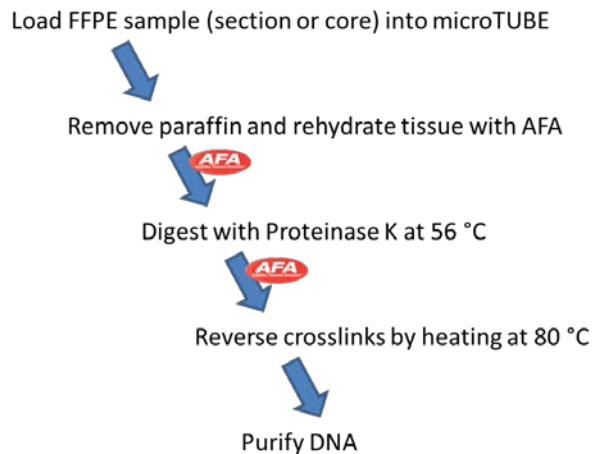 Load FFPE sample (section or core) into microTUBE
Remove paraffin and rehydrate tissue with AFA
AFA
Digest with Proteinase K at 56 °C
AFA
Reverse crosslinks by heating at 80 °C
Purify DNA